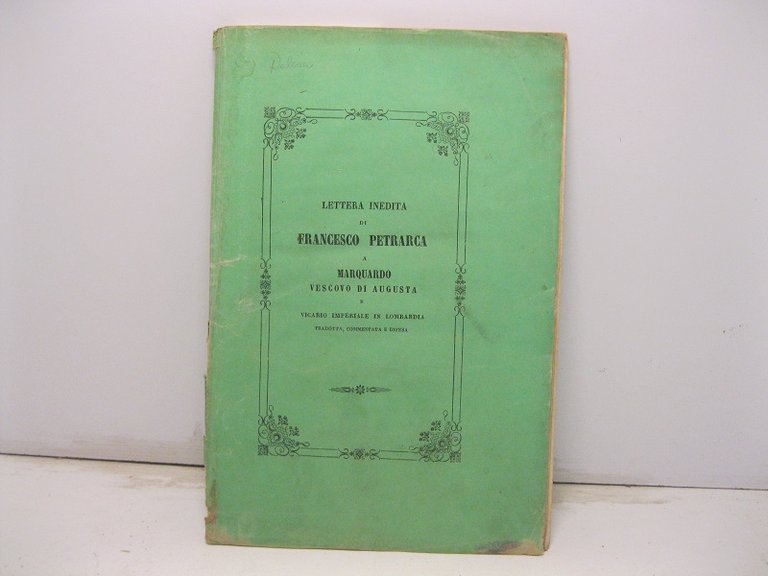 LETTERA INEDITA
DI
FRANCESCO PETRARCA
A
MARQUARDO
VESCOVO DI AUGUSTA
E
VICARIO IMPERIALE IN LOMBARDIA
TRADOTTA, COMMENTATA E DIFESA